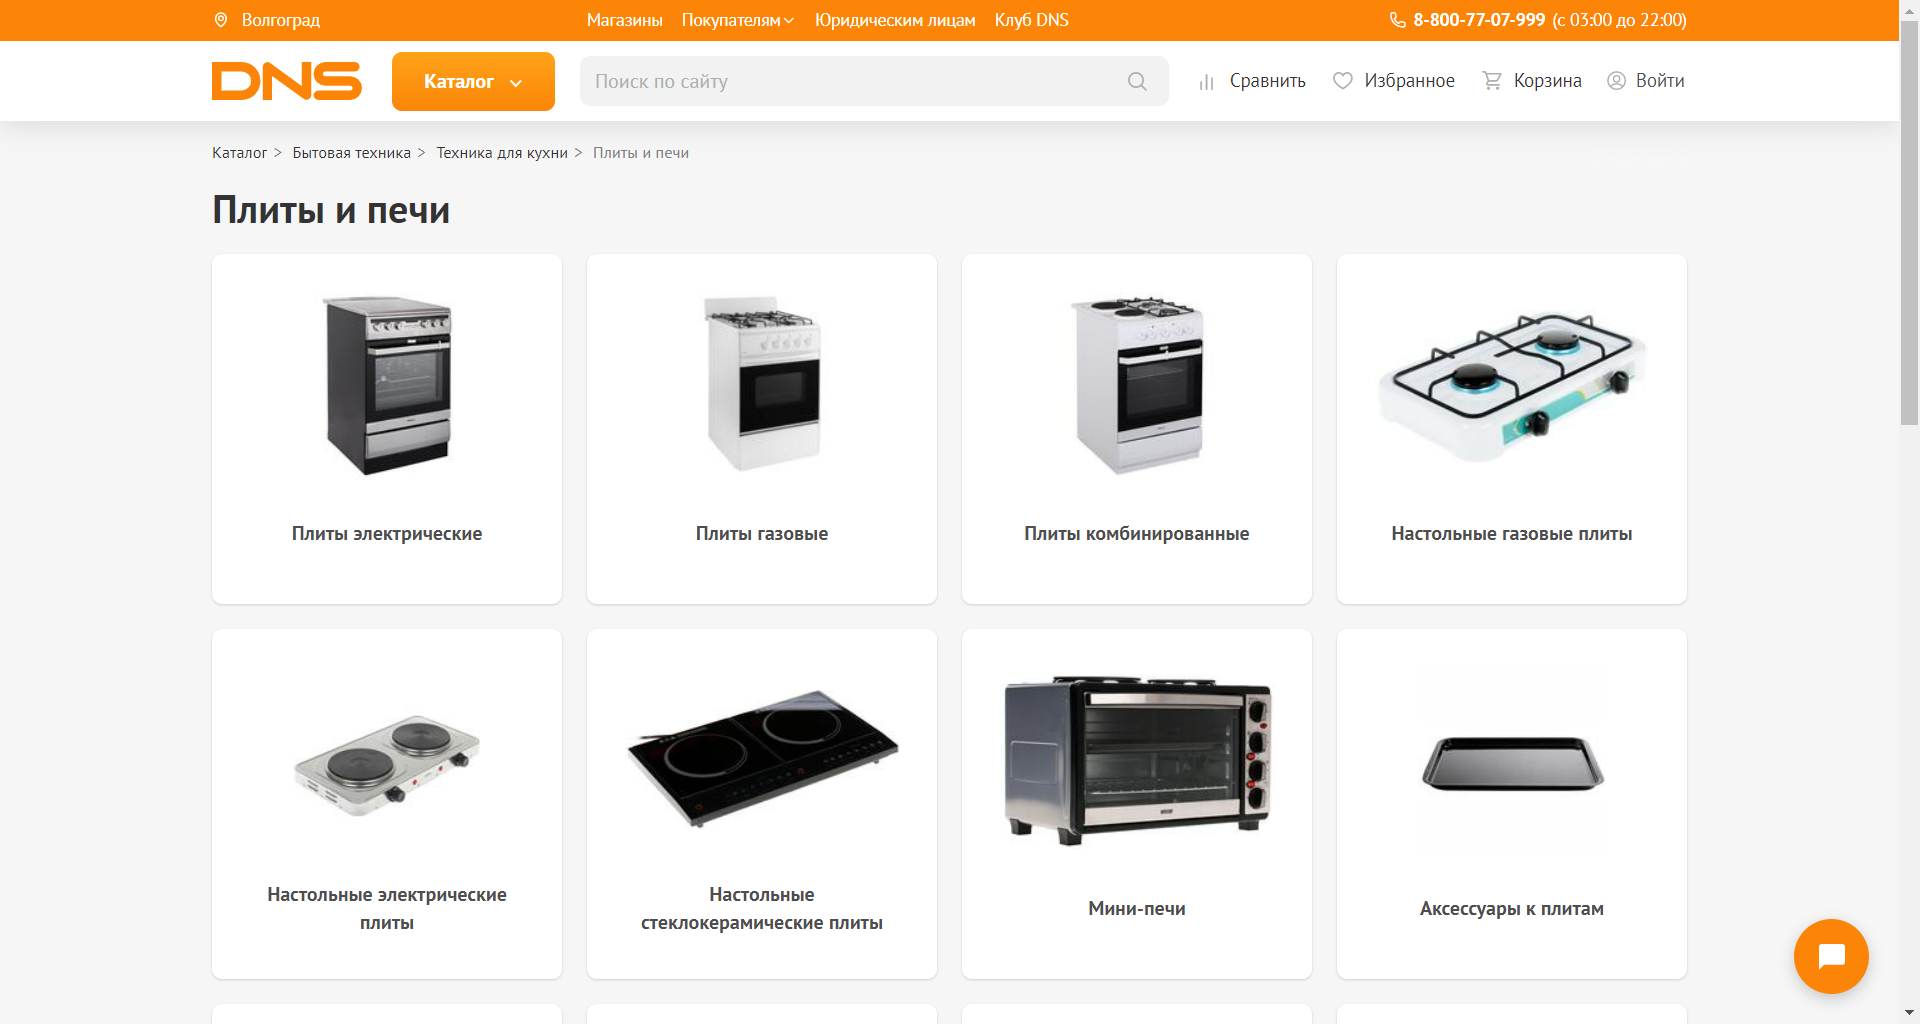 Волгоград
Магазины Покупателям Юридическим лицам Клуб DNS
8-800-77-07-999 (с 03:00 до 22:00)
DNS
Каталог
Поиск по сайту
Сравнить
Избранное
Корзина
Войти
Каталог > Бытовая техника > Техника для кухни > Плиты и печи
Плиты и печи
Плиты электрические
Плиты газовые
Плиты комбинированные
Настольные газовые плиты
Настольные электрические
плиты
Настольные
стеклокерамические плиты
Мини-печи
Аксессуары к плитам